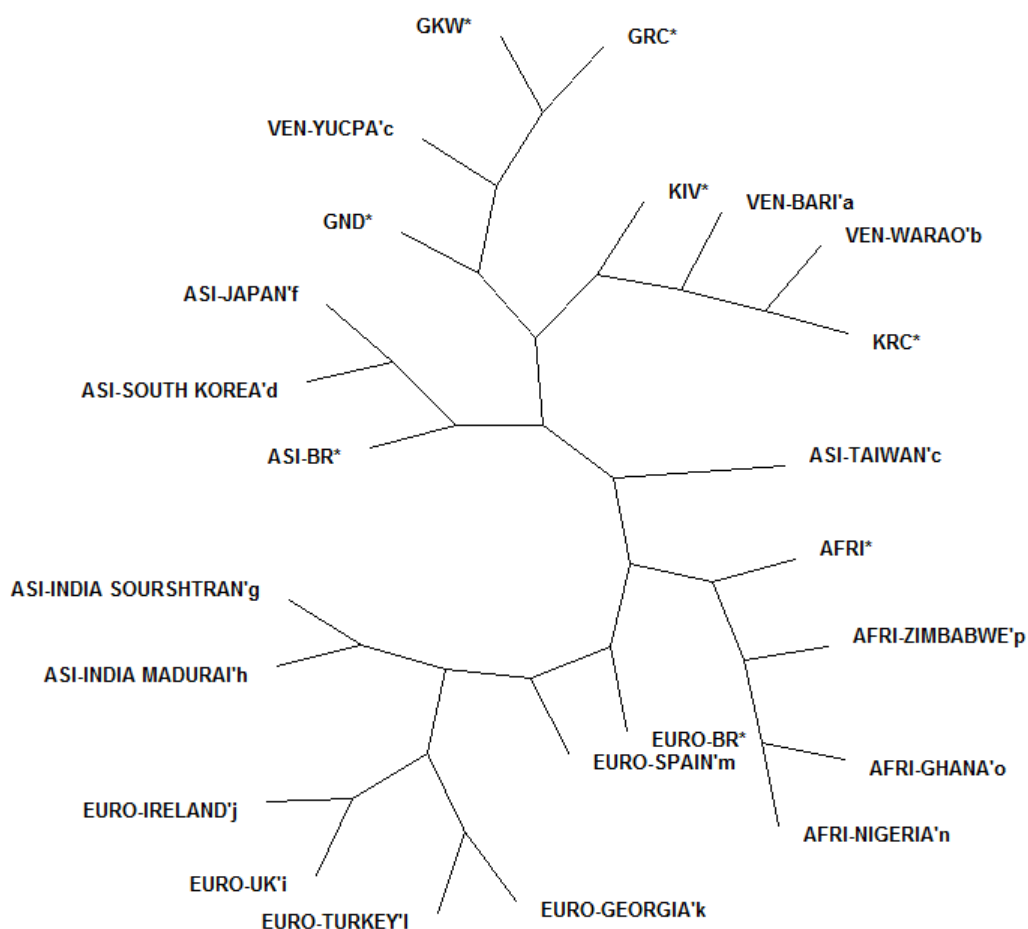 GKW*
GRC*
VEN-YUCPA'c
KIV*
VEN-BARI'a
GND*
VEN-WARAO'b
ASI-JAPAN'f
KRC*
ASI-SOUTH KOREA'd
ASI-BR*
ASI-TAIWAN'c
AFRI*
ASI-INDIA SOURSHTRAN'g
AFRI-ZIMBABWE'p
ASI-INDIA MADURAI'h
EURO-BR*
EURO-SPAIN'm
AFRI-GHANA'o
EURO-IRELAND'j
AFRI-NIGERIA'n
EURO-UK'i
EURO-GEORGIA'k
EURO-TURKEY'l